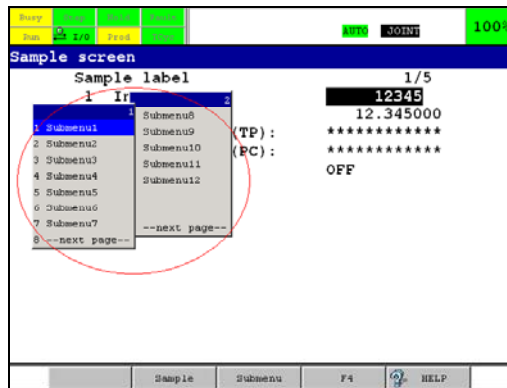 Busy Step Hold Fault
Run I/O Prod TCyc
AUTO JOINT 100%
Sample screen
Sample label 1/5
1 In 12345
12.345000
(TP): ************
(PC): ************
OFF
1
1 Submenu1
2 Submenu2
3 Submenu3
4 Submenu4
5 Submenu5
6 Submenu6
7 Submenu7
8 --next page--
2
Submenu8
Submenu9
Submenu10
Submenu11
Submenu12
--next page--
Sample Submenu F4 HELP